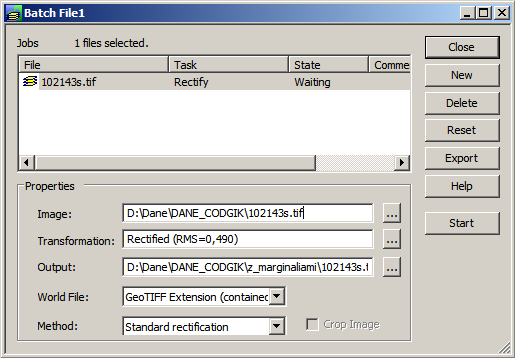 Batch File1
Jobs 1 files selected.
File Task State Comme
102143s.tif Rectify Waiting
Properties
Image: D:\Dane\DANE_CODGIK\102143s.tif ...
Transformation: Rectified (RMS=0,490) ...
Output: D:\Dane\DANE_CODGIK\z_marginaliami\102143s.t ...
World File: GeoTIFF Extension (containec
Method: Standard rectification Crop Image
Close
New
Delete
Reset
Export
Help
Start